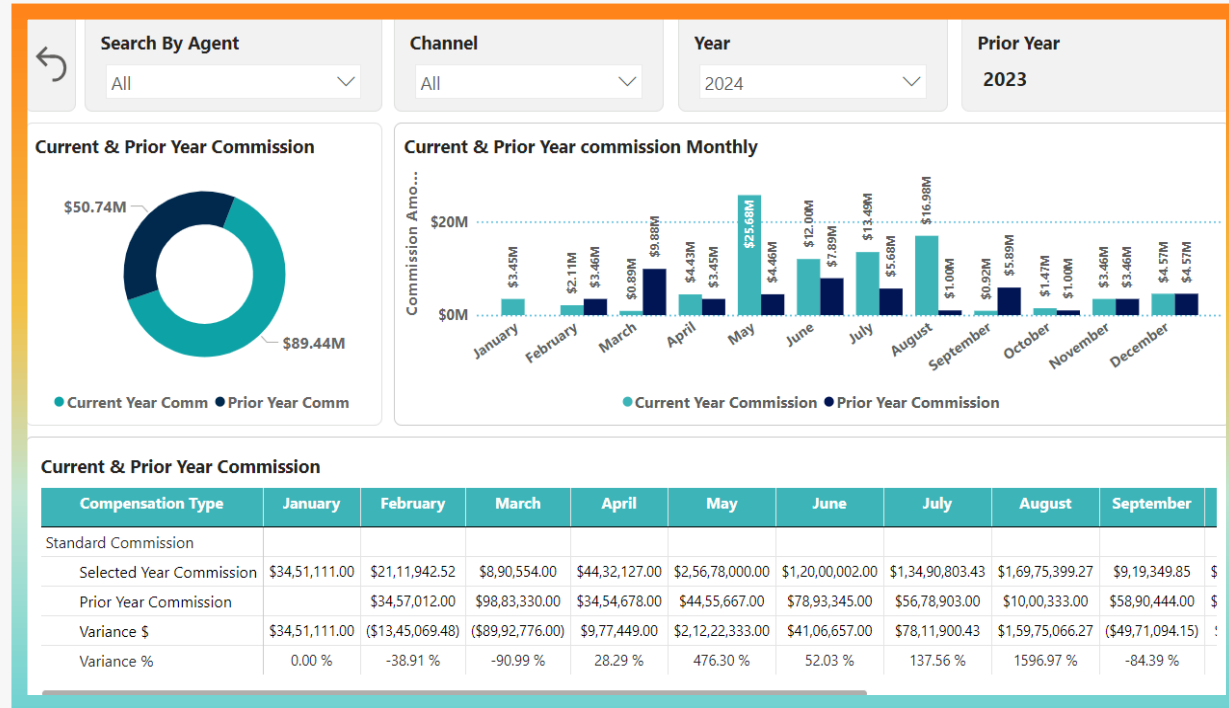 Search By Agent
All
Channel
All
Year
2024
Prior Year
2023
Current & Prior Year Commission
$50.74M
$89.44M
Current Year Comm Prior Year Comm
Current & Prior Year commission Monthly
Commission Amo...
$20M
$0M
$3.45M
$2.11M
$3.46M
$0.89M
$9.88M
$4.43M
$3.45M
$25.68M
$4.46M
$12.00M
$7.89M
$13.49M
$5.68M
$16.98M
$1.00M
$0.92M
$5.89M
$1.47M
$1.00M
$3.46M
$3.46M
$4.57M
$4.57M
January
February
March
April
May
June
July
August
September
October
November
December
Current Year Commission Prior Year Commission
Current & Prior Year Commission
Compensation Type January February March April May June July August September
Standard Commission
Selected Year Commission $34,51,111.00 $21,11,942.52 $8,90,554.00 $44,32,127.00 $2,56,78,000.00 $1,20,00,002.00 $1,34,90,803.43 $1,69,75,399.27 $9,19,349.85 $
Prior Year Commission $34,57,012.00 $98,83,330.00 $34,54,678.00 $44,55,667.00 $78,93,345.00 $56,78,903.00 $10,00,333.00 $58,90,444.00 $
Variance $ $34,51,111.00 ($13,45,069.48) ($89,92,776.00) $9,77,449.00 $2,12,22,333.00 $41,06,657.00 $78,11,900.43 $1,59,75,066.27 ($49,71,094.15)
Variance % 0.00 % -38.91 % -90.99 % 28.29 % 476.30 % 52.03 % 137.56 % 1596.97 % -84.39 %